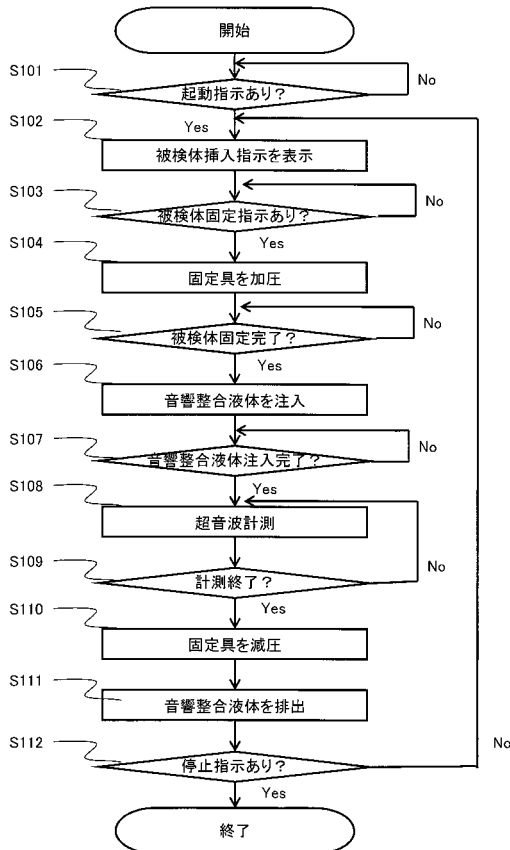 開始
S101
起動指示あり?
No
S102
Yes
被検体挿入指示を表示
S103
被検体固定指示あり?
No
S104
Yes
固定具を加圧
S105
被検体固定完了?
No
S106
Yes
音響整合液体を注入
S107
音響整合液体注入完了?
No
S108
Yes
超音波計測
S109
計測終了?
No
S110
Yes
固定具を減圧
S111
音響整合液体を排出
S112
停止指示あり?
No
Yes
終了